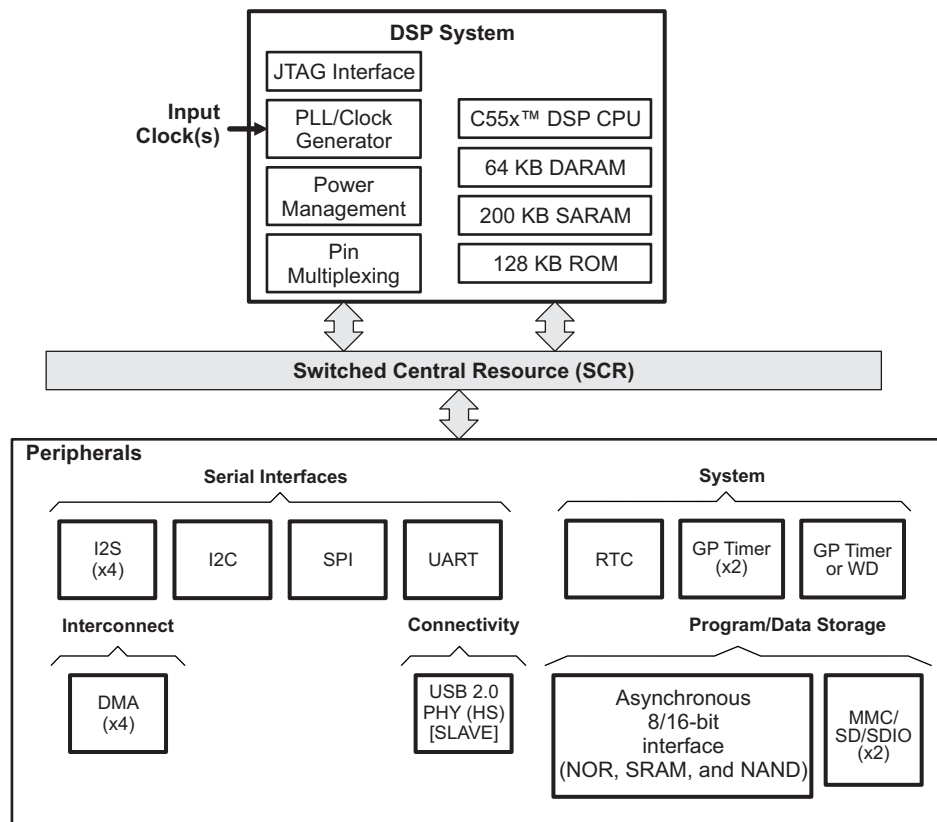 DSP System
JTAG Interface
Input
Clock(s)
PLL/Clock
Generator
Power
Management
Pin
Multiplexing
C55x™ DSP CPU
64 KB DARAM
200 KB SARAM
128 KB ROM
Switched Central Resource (SCR)
Peripherals
Serial Interfaces
I2S
(x4)
I2C
SPI
UART
System
RTC
GP Timer
(x2)
GP Timer
or WD
Interconnect
DMA
(x4)
Connectivity
USB 2.0
PHY (HS)
[SLAVE]
Program/Data Storage
Asynchronous
8/16-bit
interface
(NOR, SRAM, and NAND)
MMC/
SD/SDIO
(x2)